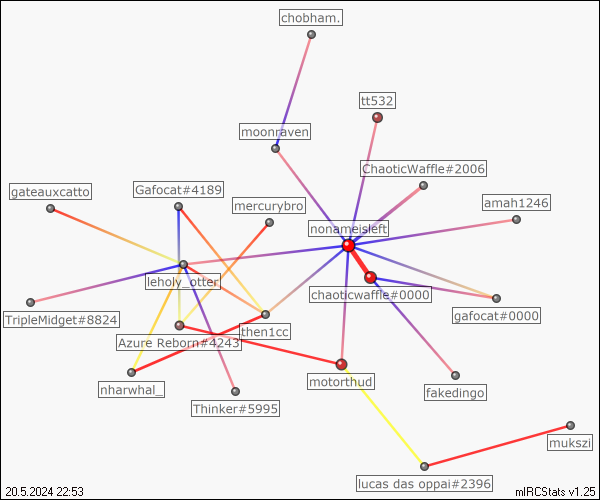 chobham.
tt532
moonraven
ChaoticWaffle#2006
gateauxcatto
Gafocat#4189
mercurybro
amah1246
nonameisleft
leholy_otter
chaoticwaffle#0000
gafocat#0000
TripleMidget#8824
then1cc
Azure Reborn#4243
nharwhal_
motorthud
fakedingo
Thinker#5995
mukszi
lucas das oppai#2396
20.5.2024 22:53
mIRCStats v1.25